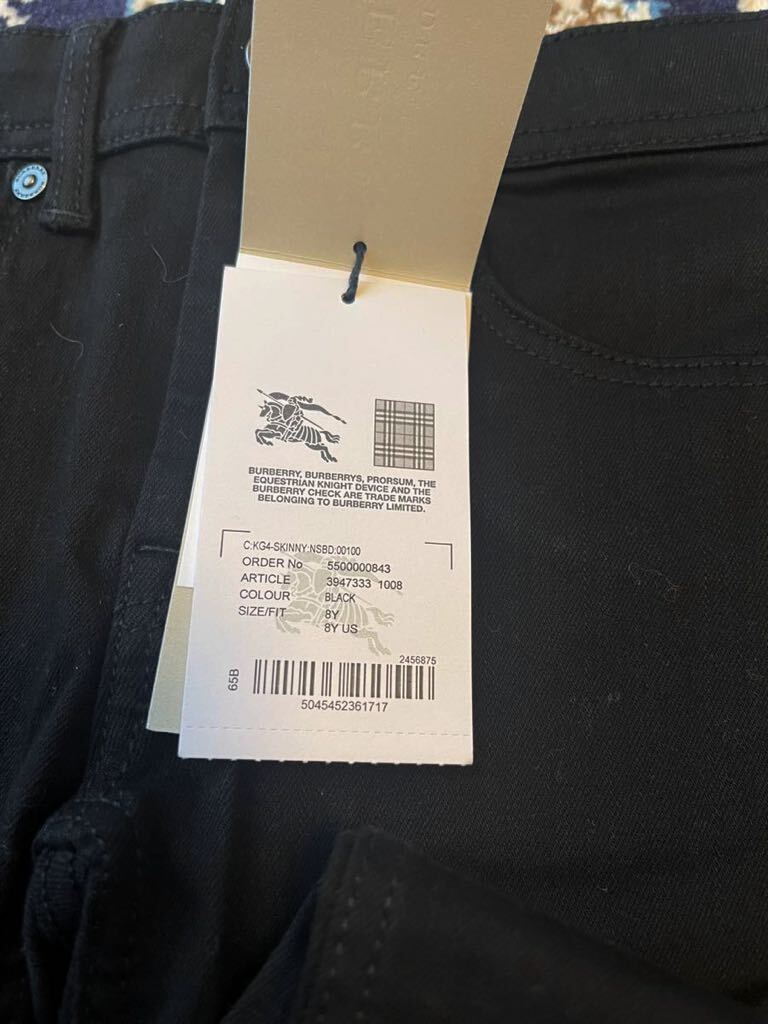 BURBERRY, BURBERRYS, PRORSUM, THE
EQUESTRIAN KNIGHT DEVICE AND THE
BURBERRY CHECK ARE TRADE MARKS
BELONGING TO BURBERRY LIMITED.
C:KG4-SKINNY:NSBD:00100
ORDER No 5500000843
ARTICLE 3947333 1008
COLOUR BLACK
SIZE/FIT 8Y
8Y US
2456875
65B
5045452361717